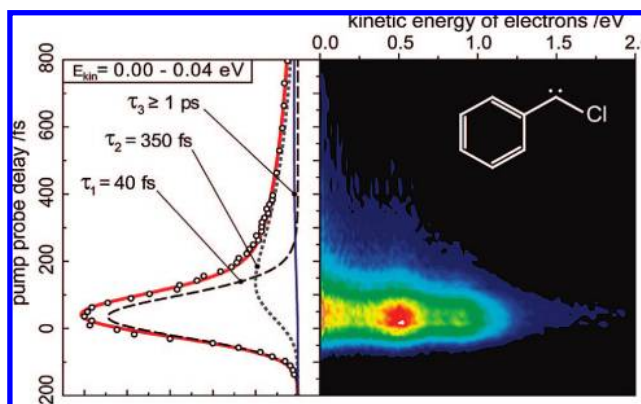 kinetic energy of electrons /eV
0.0 0.5 1.0 1.5 2.0
E_kin = 0.00 - 0.04 eV
τ₃ ≥ 1 ps
τ₂ = 350 fs
τ₁ = 40 fs
pump probe delay /fs
800
600
400
200
0
200
Cl